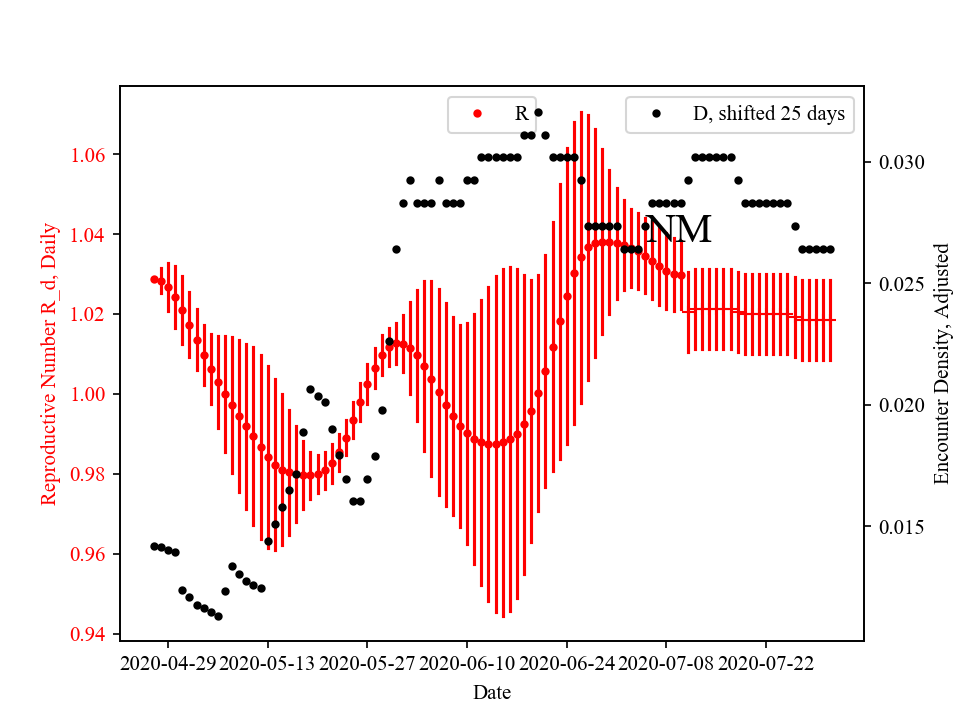 R
D, shifted 25 days
NM
Reproductive Number R_d, Daily
1.06
1.04
1.02
1.00
0.98
0.96
0.94
0.030
0.025
0.020
0.015
Encounter Density, Adjusted
2020-04-29 2020-05-13 2020-05-27 2020-06-10 2020-06-24 2020-07-08 2020-07-22
Date